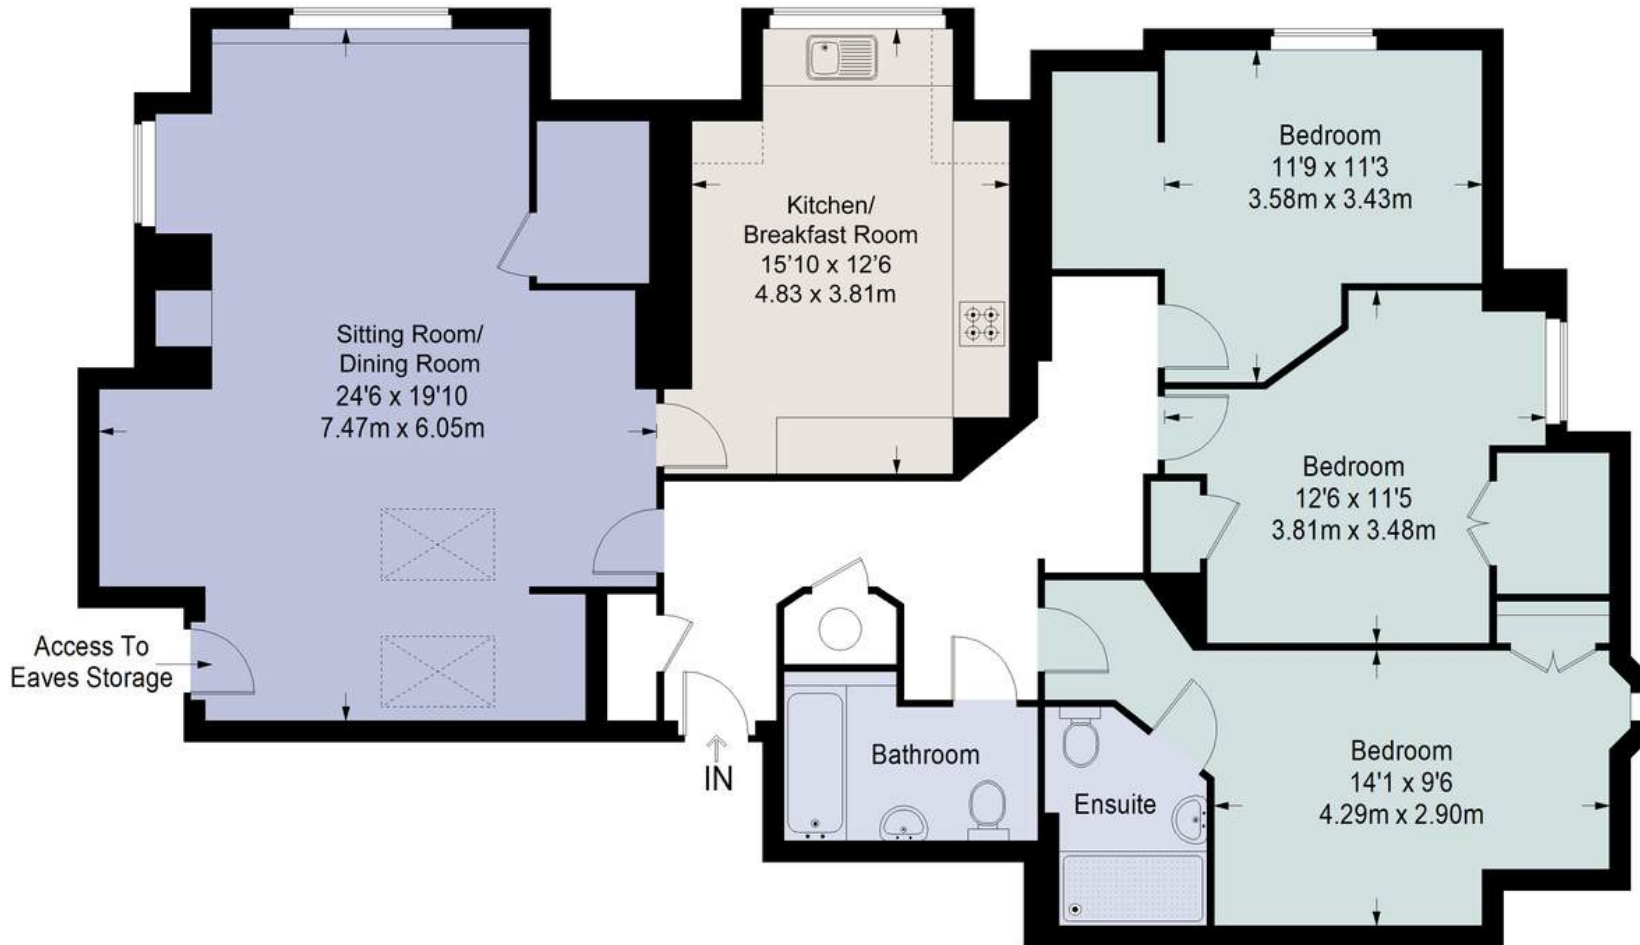 Bedroom
11'9 x 11'3
3.58m x 3.43m
Kitchen/
Breakfast Room
15'10 x 12'6
4.83 x 3.81m
Sitting Room/
Dining Room
24'6 x 19'10
7.47m x 6.05m
Bedroom
12'6 x 11'5
3.81m x 3.48m
Access To
Eaves Storage
Bathroom
IN
Ensuite
Bedroom
14'1 x 9'6
4.29m x 2.90m